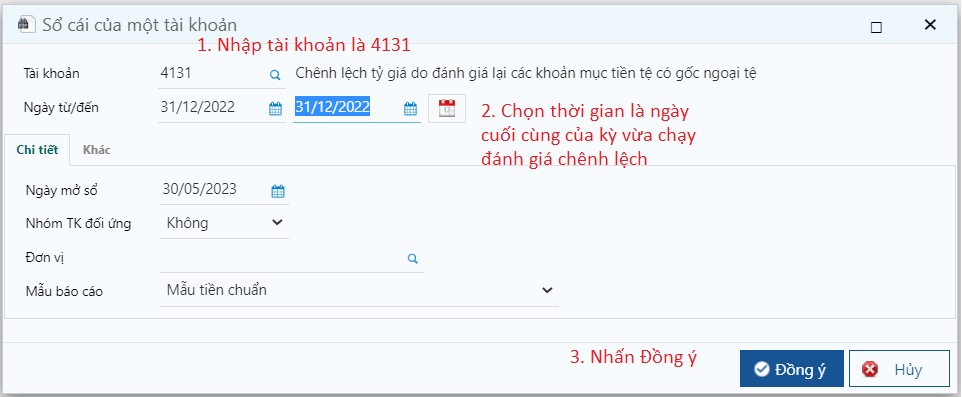 Sổ cái của một tài khoản
1. Nhập tài khoản là 4131
Tài khoản 4131 Chênh lệch tỷ giá do đánh giá lại các khoản mục tiền tệ có gốc ngoại tệ
Ngày từ/đến 31/12/2022 31/12/2022
2. Chọn thời gian là ngày
cuối cùng của kỳ vừa chạy
đánh giá chênh lệch
Chi tiết Khác
Ngày mở sổ 30/05/2023
Nhóm TK đối ứng Không
Đơn vị
Mẫu báo cáo Mẫu tiền chuẩn
3. Nhấn Đồng ý
Đồng ý Hủy